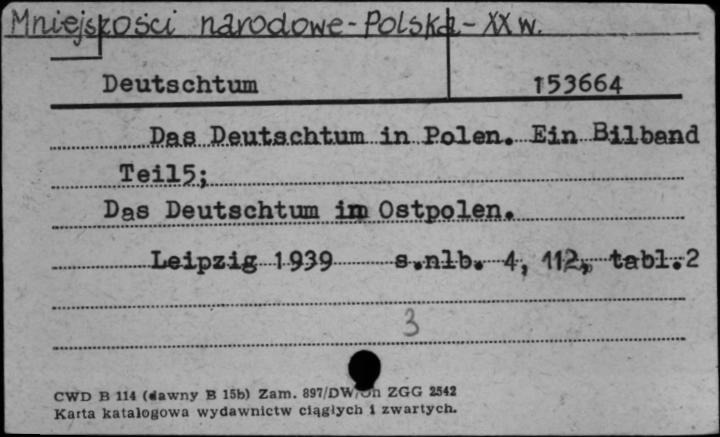 Mniejszości narodowe - Polska - XX w.
Deutschtum 153664
Das Deutschtum in Polen. Ein Bilband
Teil5;
Das Deutschtum im Ostpolen.
Leipzig 1939 s.nlb. 4, 112, tabl.2
3
CWD B 114 (dawny B 15b) Zam. 897/DW/Oh ZGG 2542
Karta katalogowa wydawnictw ciągłych i zwartych.